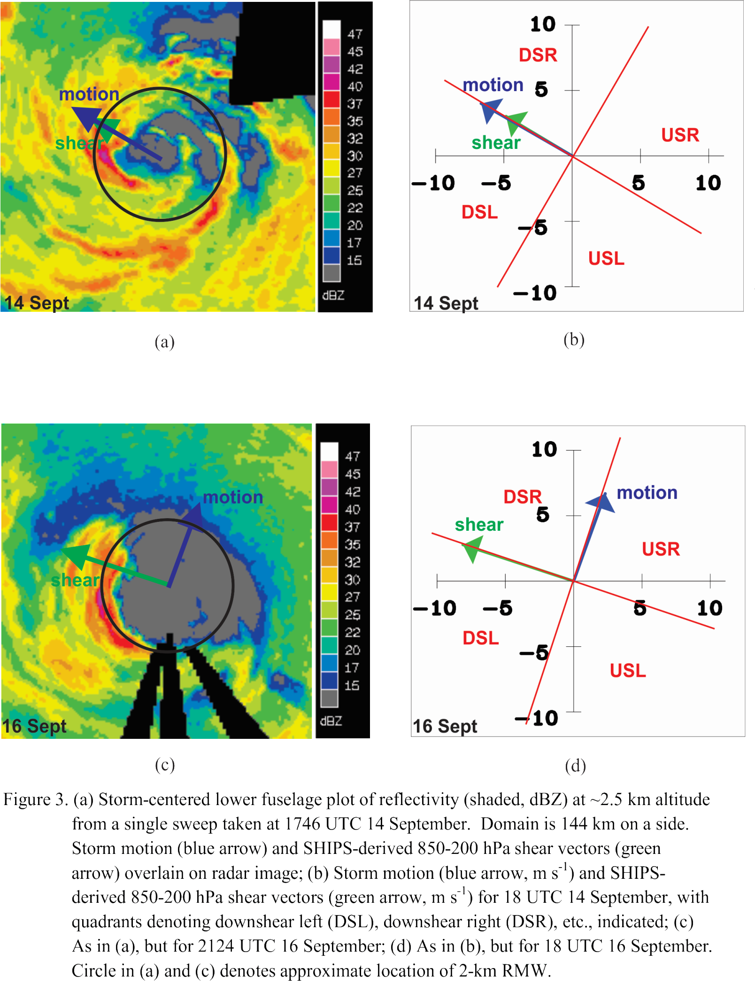 motion
shear
14 Sept
47
45
42
40
37
35
32
30
27
25
22
20
17
15
dBZ
(a)
10
DSR
motion
5
shear
USR
−10
−5
5
10
DSL
−5
USL
−10
14 Sept
(b)
motion
shear
16 Sept
47
45
42
40
37
35
32
30
27
25
22
20
17
15
dBZ
(c)
10
DSR
motion
5
shear
USR
−10
−5
5
10
DSL
−5
USL
−10
16 Sept
(d)
Figure 3. (a) Storm-centered lower fuselage plot of reflectivity (shaded, dBZ) at ~2.5 km altitude
from a single sweep taken at 1746 UTC 14 September. Domain is 144 km on a side.
Storm motion (blue arrow) and SHIPS-derived 850-200 hPa shear vectors (green
arrow) overlain on radar image; (b) Storm motion (blue arrow, m s-1) and SHIPS-
derived 850-200 hPa shear vectors (green arrow, m s-1) for 18 UTC 14 September, with
quadrants denoting downshear left (DSL), downshear right (DSR), etc., indicated; (c)
As in (a), but for 2124 UTC 16 September; (d) As in (b), but for 18 UTC 16 September.
Circle in (a) and (c) denotes approximate location of 2-km RMW.